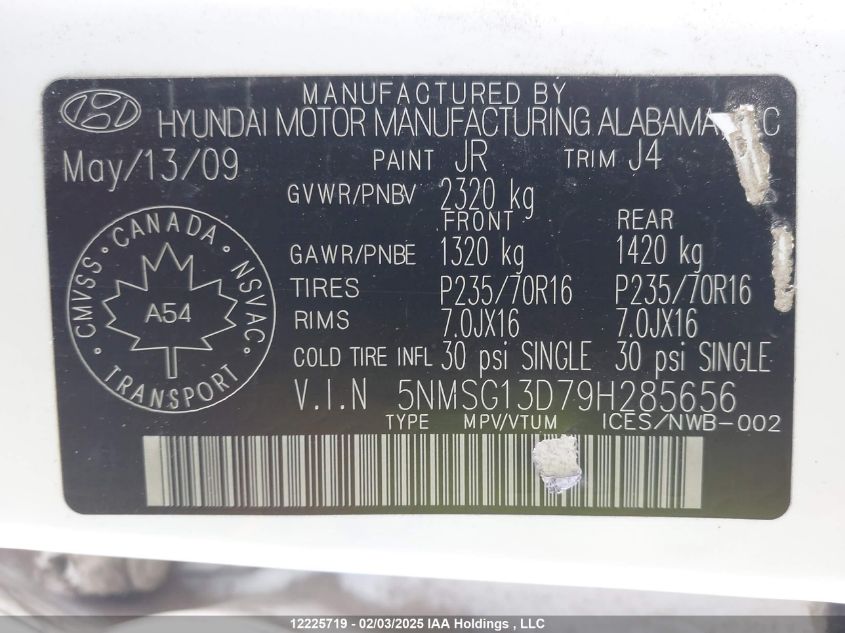 MANUFACTURED BY
HYUNDAI MOTOR MANUFACTURING ALABAMA, C
May/13/09 PAINT JR TRIM J4
GVWR/PNBV 2320 kg
FRONT REAR
GAWR/PNBE 1320 kg 1420 kg
TIRES P235/70R16 P235/70R16
RIMS 7.0JX16 7.0JX16
COLD TIRE INFL 30 psi SINGLE 30 psi SINGLE
V.I.N 5NMSG13D79H285656
TYPE MPV/VTUM ICES/NWB-002
CMVSS • CANADA • NSVAC • TRANSPORT •
A54
12225719 - 02/03/2025 IAA Holdings , LLC